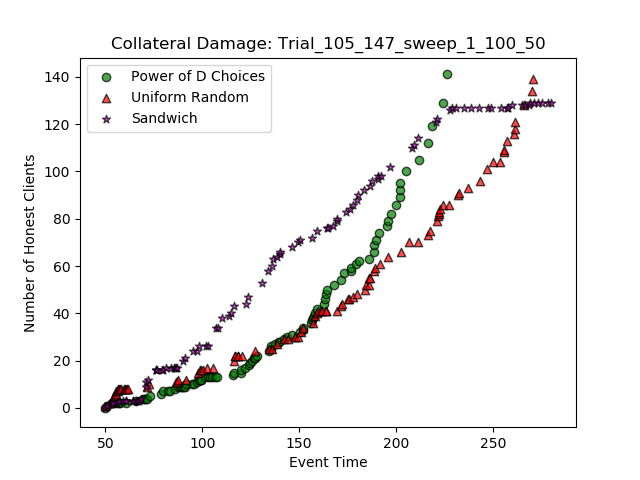 Collateral Damage: Trial_105_147_sweep_1_100_50
Power of D Choices
Uniform Random
Sandwich
Number of Honest Clients
140
120
100
80
60
40
20
0
50
100
150
200
250
Event Time